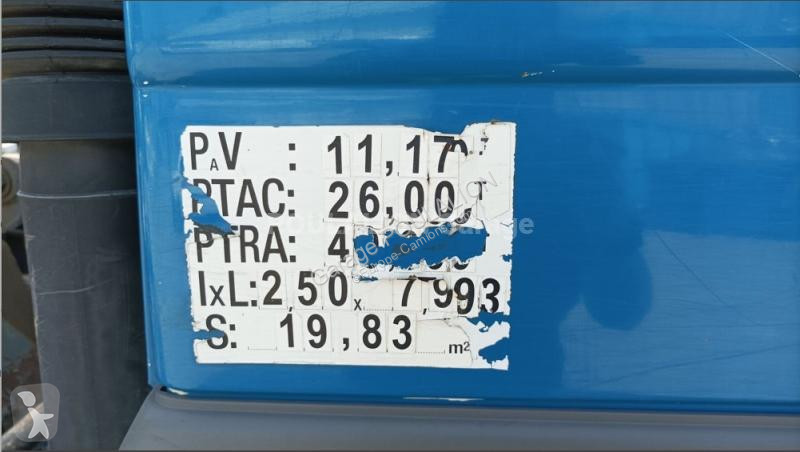 PAV : 11,17
PTAC: 26,00
PTRA: 4
IxL: 2,50 x 7,993
S: 19,83 m²